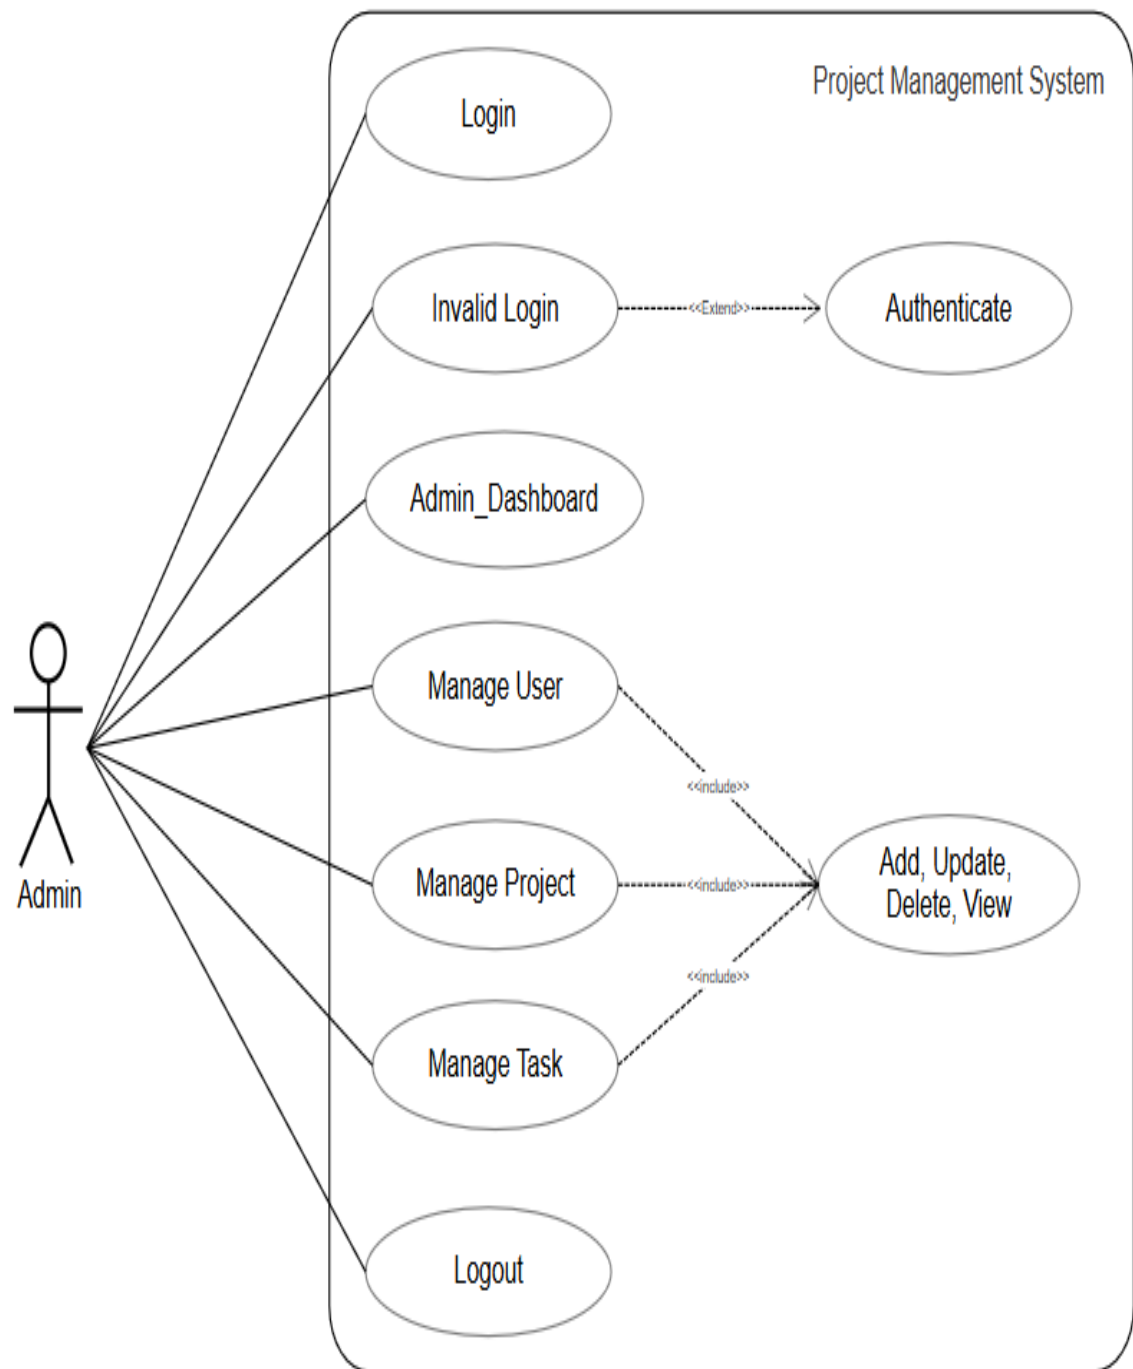 Project Management System
Login
Invalid Login
<<Extend>>
Authenticate
Admin_Dashboard
Manage User
<<include>>
Manage Project
<<include>>
Add, Update,
Delete, View
Admin
<<include>>
Manage Task
Logout